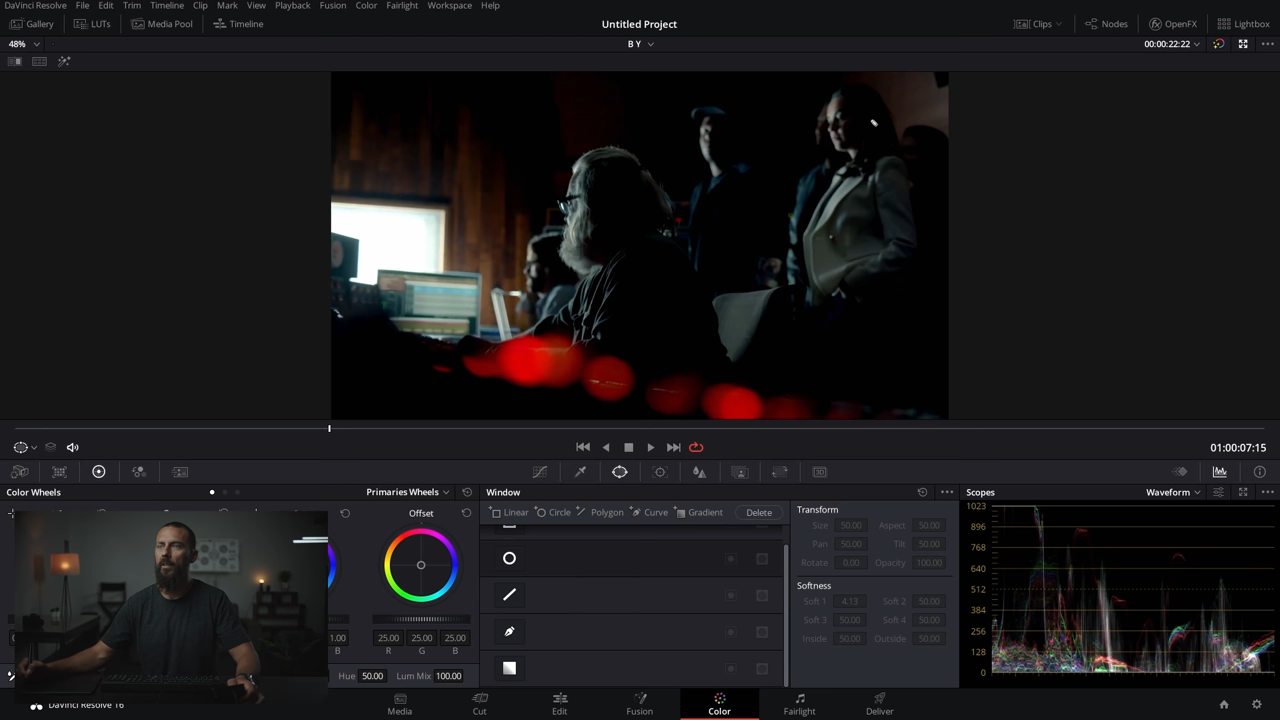 DaVinci Resolve File Edit Trim Timeline Clip Mark View Playback Fusion Color Fairlight Workspace Help
Gallery LUTs Media Pool Timeline Untitled Project Clips Nodes OpenFX Lightbox
48% B Y 00:00:22:22
01:00:07:15
Color Wheels Primaries Wheels Window Scopes Waveform
Offset
Linear Circle Polygon Curve Gradient Delete
Transform
Size 50.00 Aspect 50.00
Pan 50.00 Tilt 50.00
Rotate 0.00 Opacity 100.00
Softness
Soft 1 4.13 Soft 2 50.00
Soft 3 50.00 Soft 4 50.00
Inside 50.00 Outside 50.00
1023
896
768
640
512
384
256
128
0
1.00 25.00 25.00 25.00
B R G B
Hue 50.00 Lum Mix 100.00
DaVinci Resolve 16
Media Cut Edit Fusion Color Fairlight Deliver